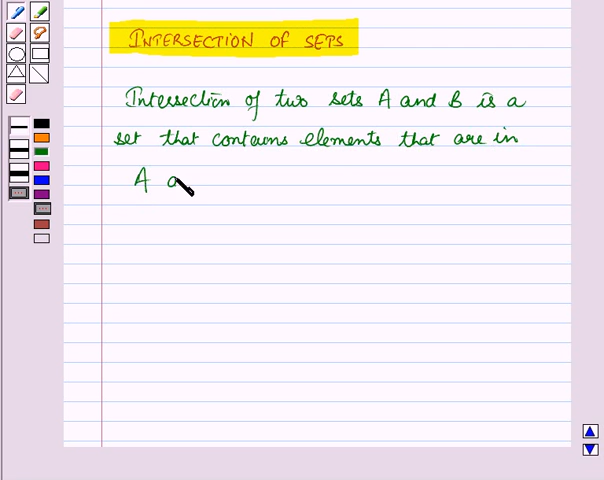 INTERSECTION OF SETS
Intersection of two sets A and B is a
set that contains elements that are in
A a